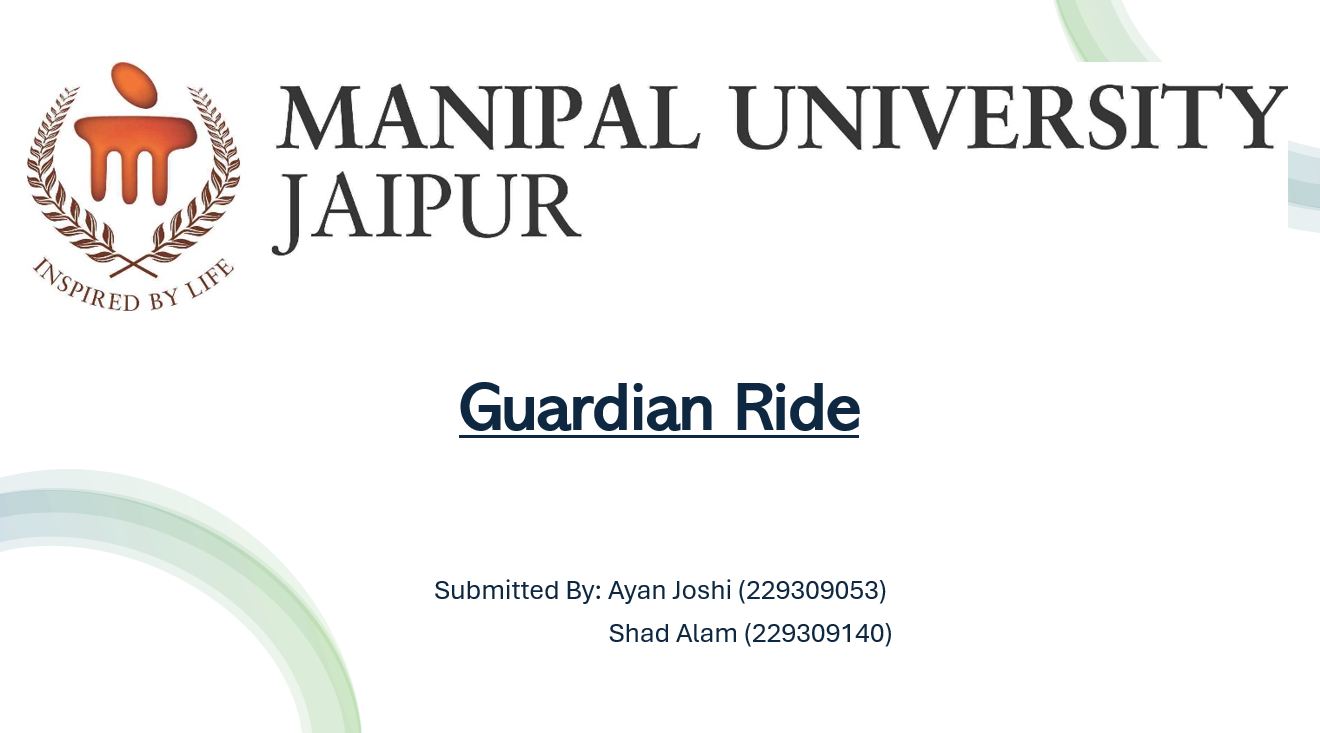 MANIPAL UNIVERSITY
JAIPUR
INSPIRED BY LIFE
Guardian Ride
Submitted By: Ayan Joshi (229309053)
Shad Alam (229309140)